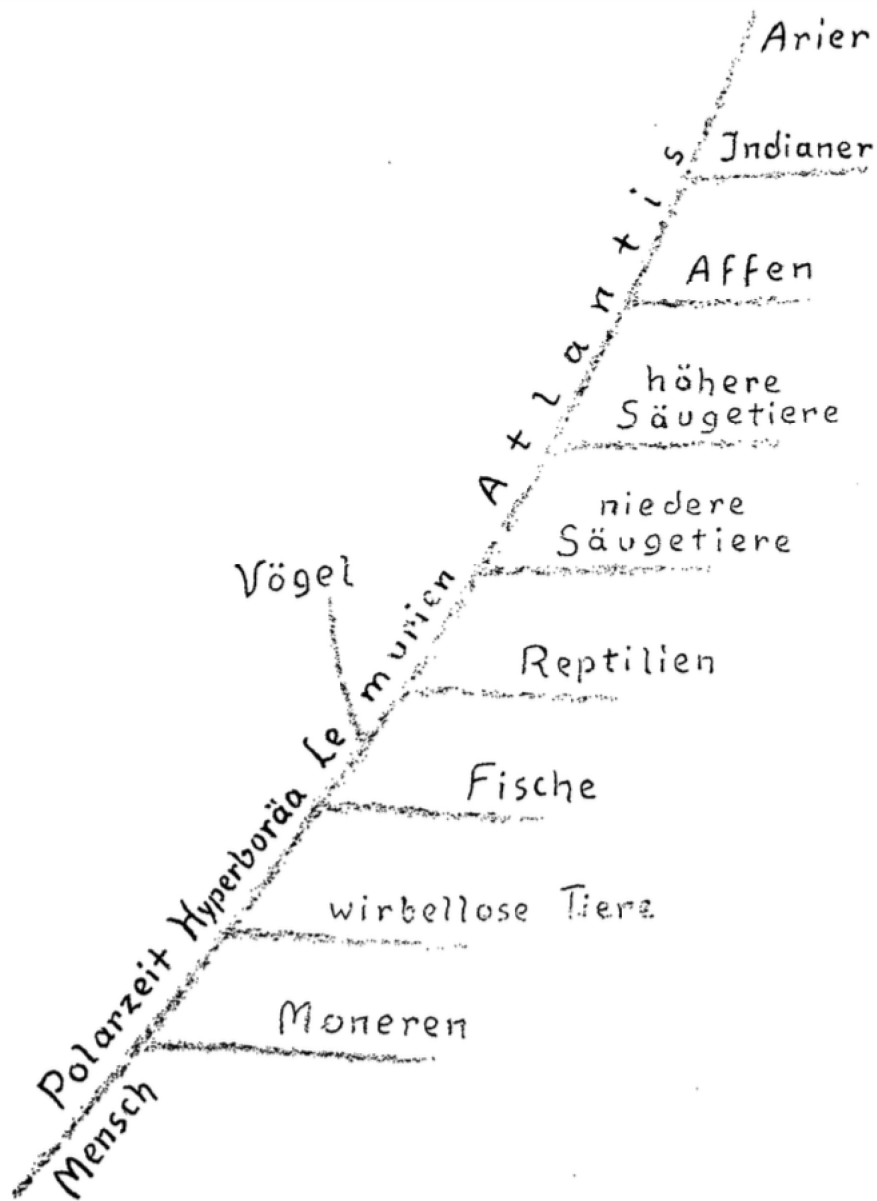 Arier
Indianer
Affen
höhere
Säugetiere
niedere
Säugetiere
Vögel
Reptilien
Fische
wirbellose Tiere
Moneren
Polarzeit Hyperboräa Lemurien Atlantis
Mensch